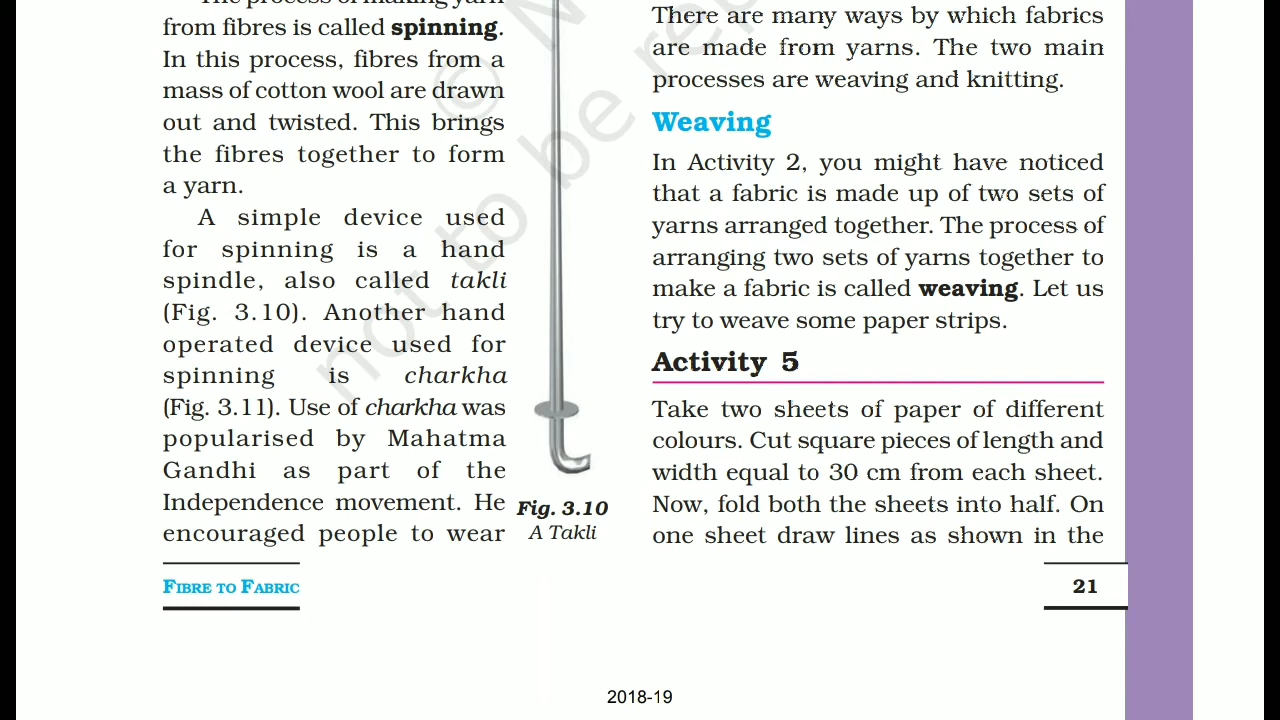 The process of making yarn
from fibres is called spinning.
In this process, fibres from a
mass of cotton wool are drawn
out and twisted. This brings
the fibres together to form
a yarn.
A simple device used
for spinning is a hand
spindle, also called takli
(Fig. 3.10). Another hand
operated device used for
spinning is charkha
(Fig. 3.11). Use of charkha was
popularised by Mahatma
Gandhi as part of the
Independence movement. He
encouraged people to wear
Fig. 3.10
A Takli
There are many ways by which fabrics
are made from yarns. The two main
processes are weaving and knitting.
Weaving
In Activity 2, you might have noticed
that a fabric is made up of two sets of
yarns arranged together. The process of
arranging two sets of yarns together to
make a fabric is called weaving. Let us
try to weave some paper strips.
Activity 5
Take two sheets of paper of different
colours. Cut square pieces of length and
width equal to 30 cm from each sheet.
Now, fold both the sheets into half. On
one sheet draw lines as shown in the
FIBRE TO FABRIC
21
2018-19
© N
not to be rep